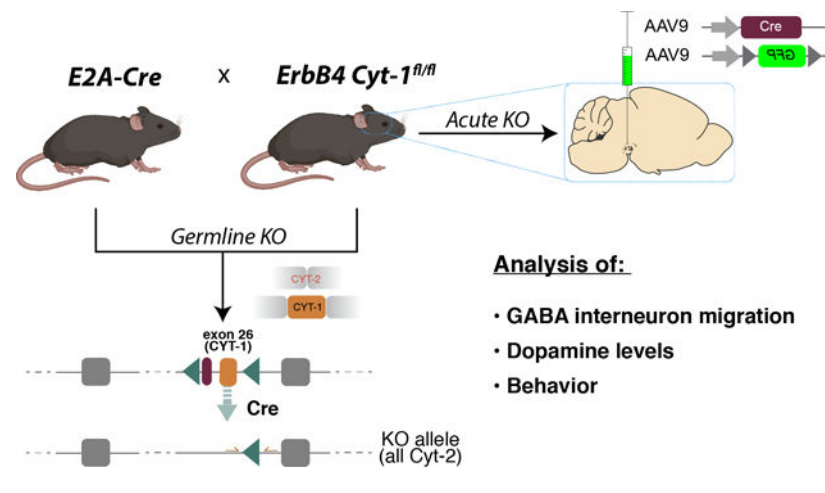 AAV9 Cre
AAV9 GFP
E2A-Cre x ErbB4 Cyt-1fl/fl
Acute KO
Germline KO
CYT-2
CYT-1
exon 26
(CYT-1)
Cre
KO allele
(all Cyt-2)
Analysis of:
· GABA interneuron migration
· Dopamine levels
· Behavior